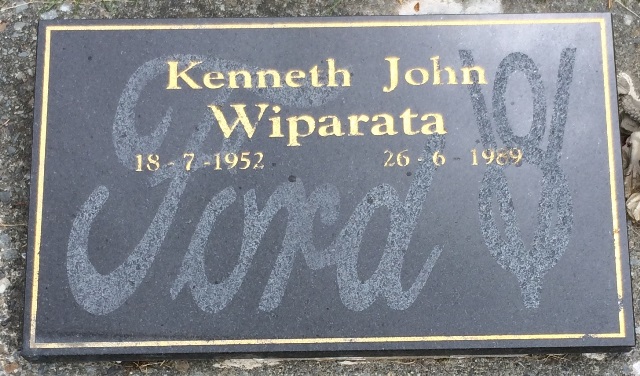 Kenneth John
Wiparata
18-7-1952 26-6-1989
Ford V8